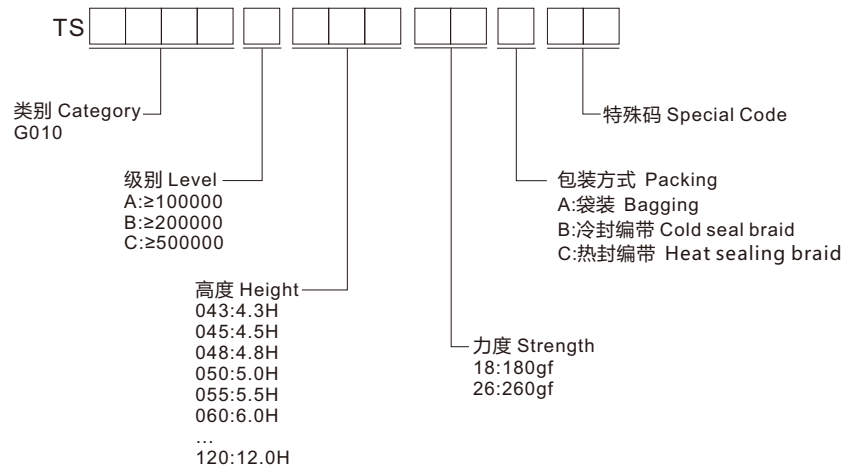 TS
类别 Category
G010
特殊码 Special Code
级别 Level
A:≥100000
B:≥200000
C:≥500000
包装方式 Packing
A:袋装 Bagging
B:冷封编带 Cold seal braid
C:热封编带 Heat sealing braid
高度 Height
043:4.3H
045:4.5H
048:4.8H
050:5.0H
055:5.5H
060:6.0H
...
120:12.0H
力度 Strength
18:180gf
26:260gf